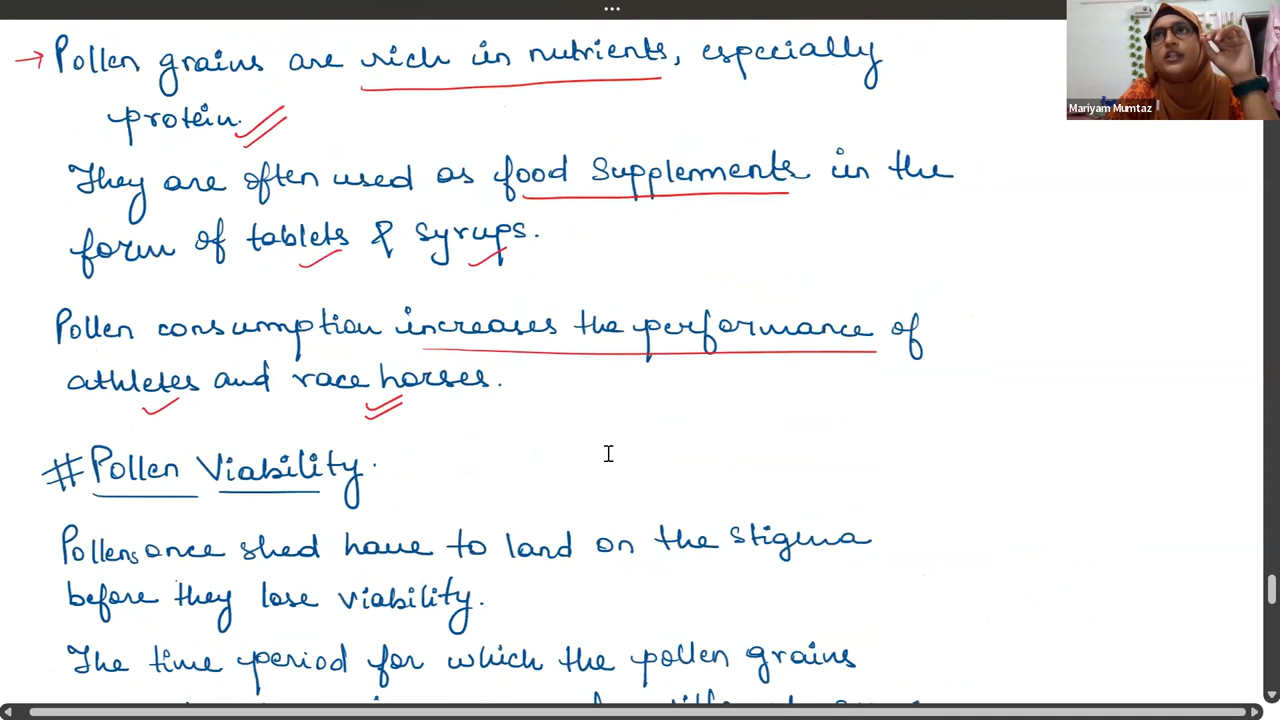 ...
→ Pollen grains are rich in nutrients, especially
protein.
They are often used as food supplements in the
form of tablets & syrups.
Pollen consumption increases the performance of
athletes and race horses.
# Pollen Viability.
Pollens once shed have to land on the stigma
before they lose viability.
The time period for which the pollen grains
Mariyam Mumtaz